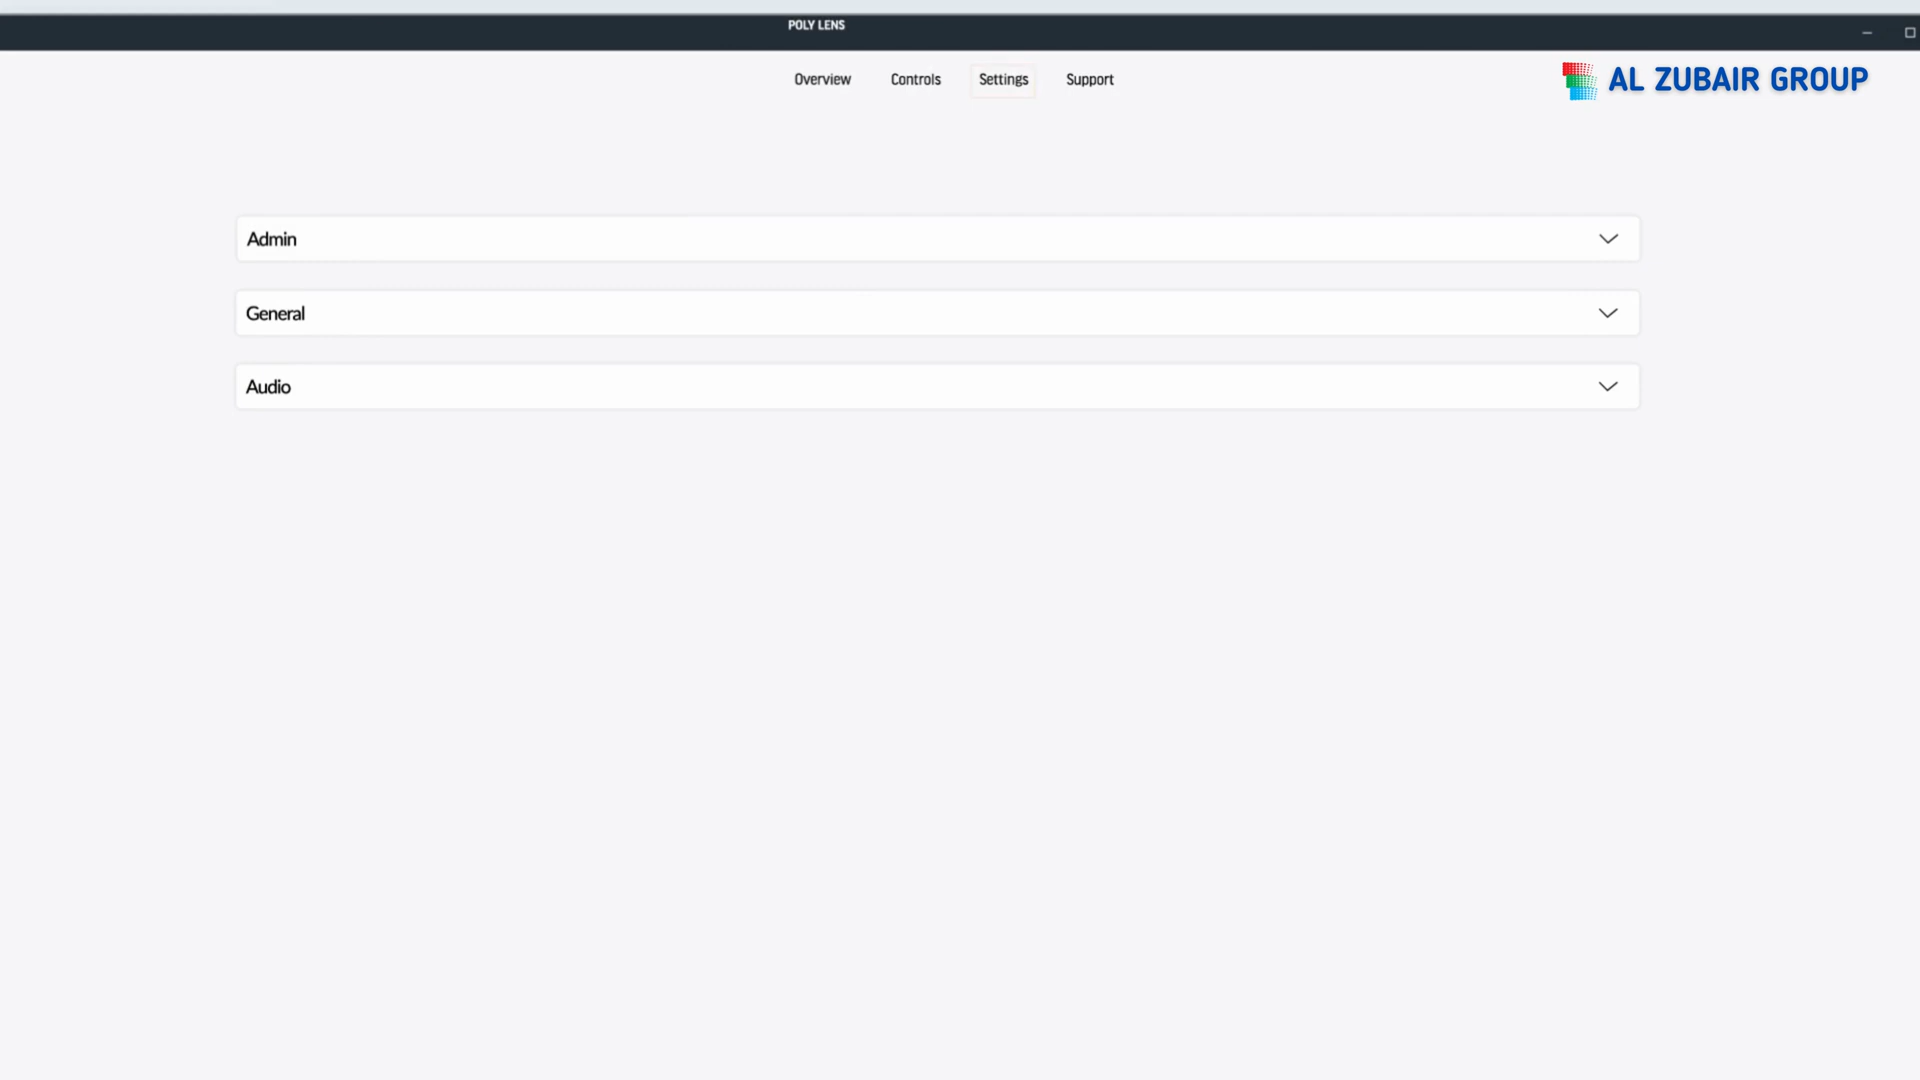 POLY LENS
Overview Controls Settings Support
AL ZUBAIR GROUP
Admin
General
Audio